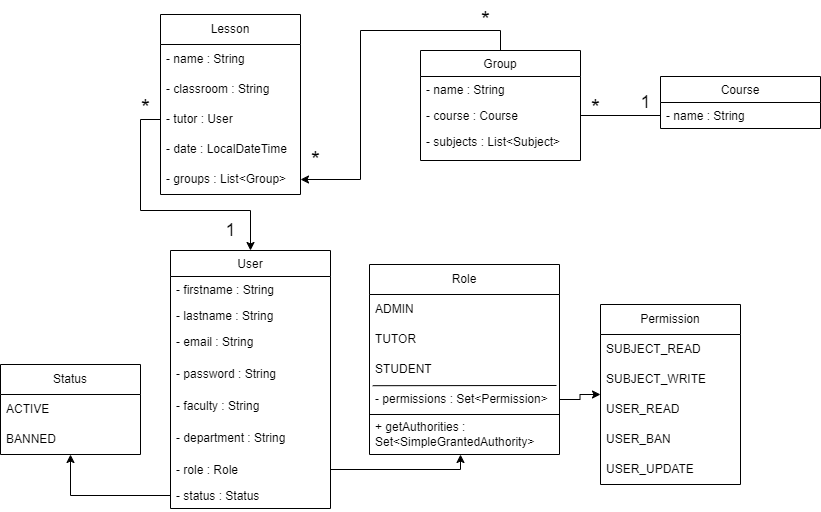 Lesson
- name : String
- classroom : String
- tutor : User
- date : LocalDateTime
- groups : List<Group>
*
*
*
Group
- name : String
- course : Course
- subjects : List<Subject>
*
1
Course
- name : String
1
User
- firstname : String
- lastname : String
- email : String
- password : String
- faculty : String
- department : String
- role : Role
- status : Status
Status
ACTIVE
BANNED
Role
ADMIN
TUTOR
STUDENT
- permissions : Set<Permission>
+ getAuthorities :
Set<SimpleGrantedAuthority>
Permission
SUBJECT_READ
SUBJECT_WRITE
USER_READ
USER_BAN
USER_UPDATE